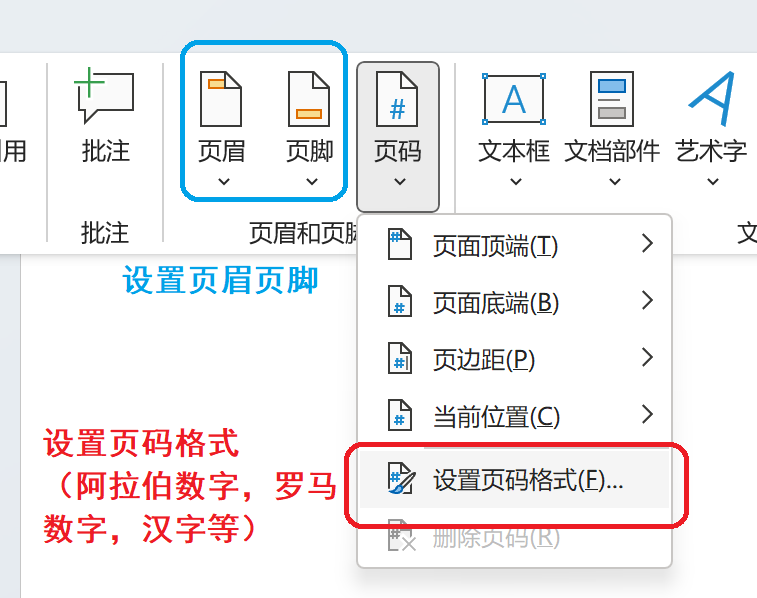 用
批注
页眉
页脚
页码
文本框
文档部件
艺术字
批注
页眉和页脚
文
设置页眉页脚
页面顶端(T)
页面底端(B)
页边距(P)
当前位置(C)
设置页码格式(F)...
删除页码(R)
设置页码格式
（阿拉伯数字，罗马
数字，汉字等）